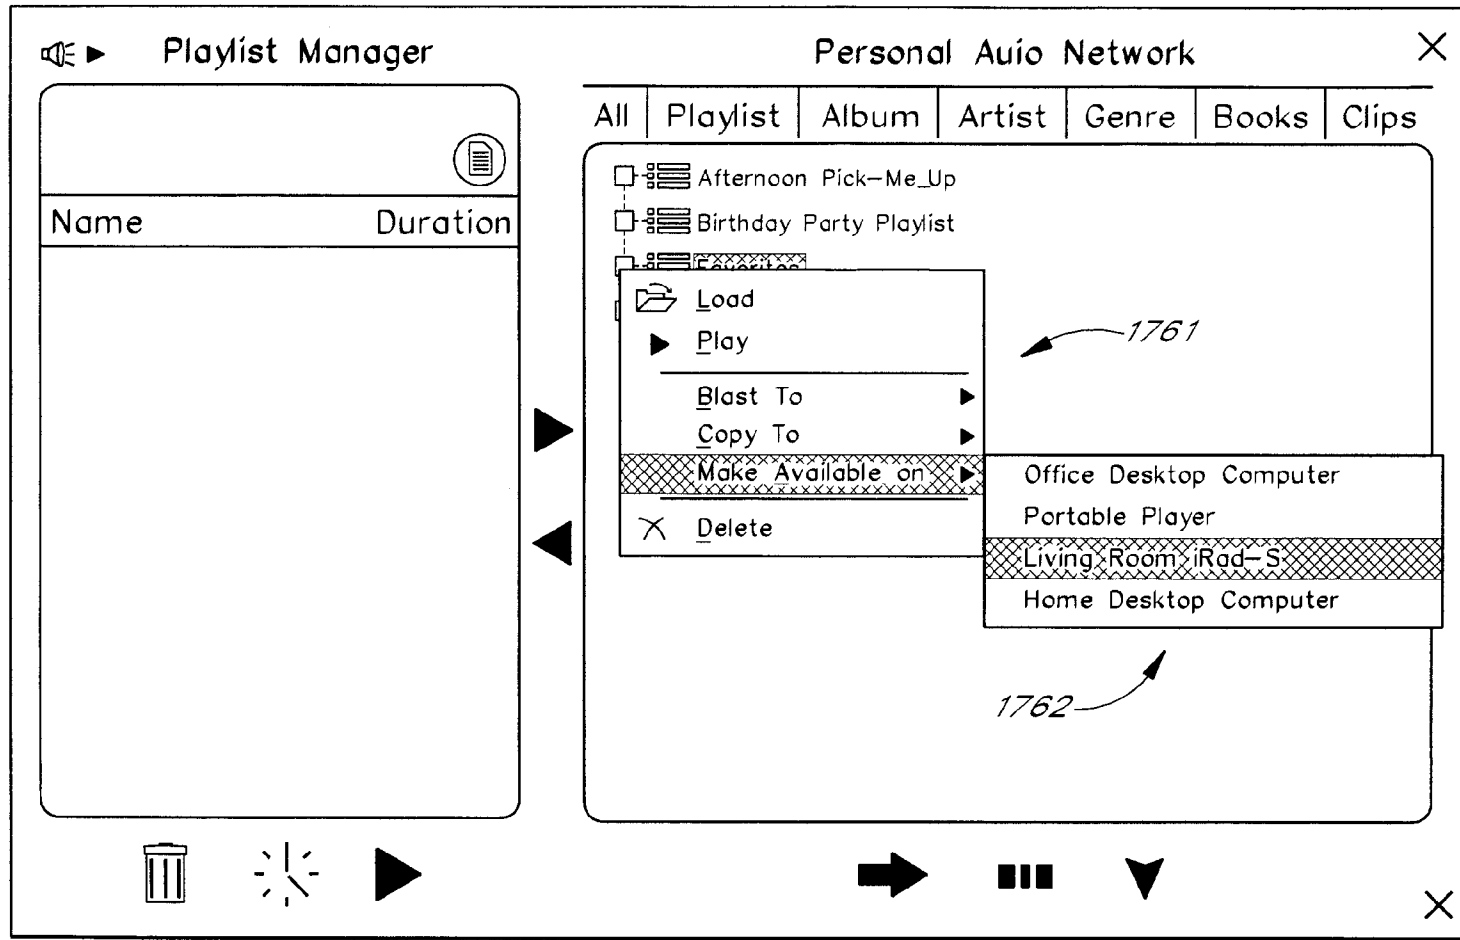 Playlist Manager
Personal Auio Network
All Playlist Album Artist Genre Books Clips
Name Duration
Afternoon Pick-Me_Up
Birthday Party Playlist
Favorites
Load
Play
Blast To
Copy To
Make Available on
Delete
Office Desktop Computer
Portable Player
Living Room iRad-S
Home Desktop Computer
1761
1762